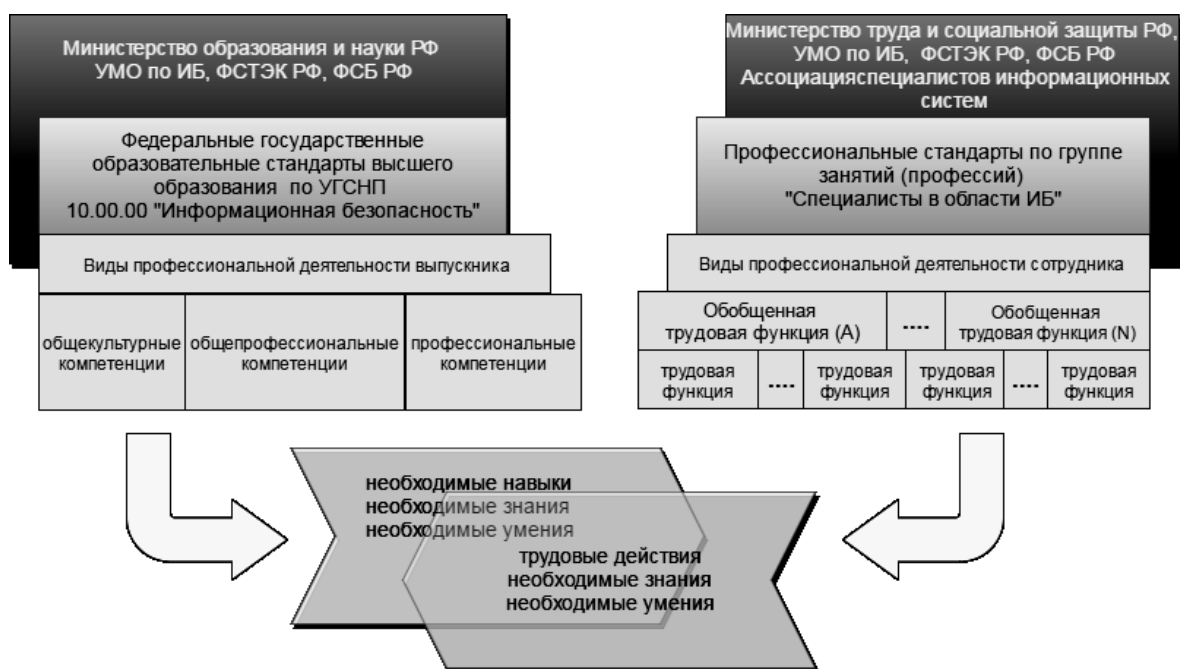 Министерство образования и науки РФ
УМО по ИБ, ФСТЭК РФ, ФСБ РФ
Федеральные государственные
образовательные стандарты высшего
образования по УГСНП
10.00.00 "Информационная безопасность"
Виды профессиональной деятельности выпускника
общекультурные
компетенции
общепрофессиональные
компетенции
профессиональные
компетенции
Министерство труда и социальной защиты РФ,
УМО по ИБ, ФСТЭК РФ, ФСБ РФ
Ассоциацияспециалистов информационных
систем
Профессиональные стандарты по группе
занятий (профессий)
"Специалисты в области ИБ"
Виды профессиональной деятельности сотрудника
Обобщенная
трудовая функция (A)
....
Обобщенная
трудовая функция (N)
трудовая
функция
....
трудовая
функция
трудовая
функция
....
трудовая
функция
необходимые навыки
необходимые знания
необходимые умения
трудовые действия
необходимые знания
необходимые умения